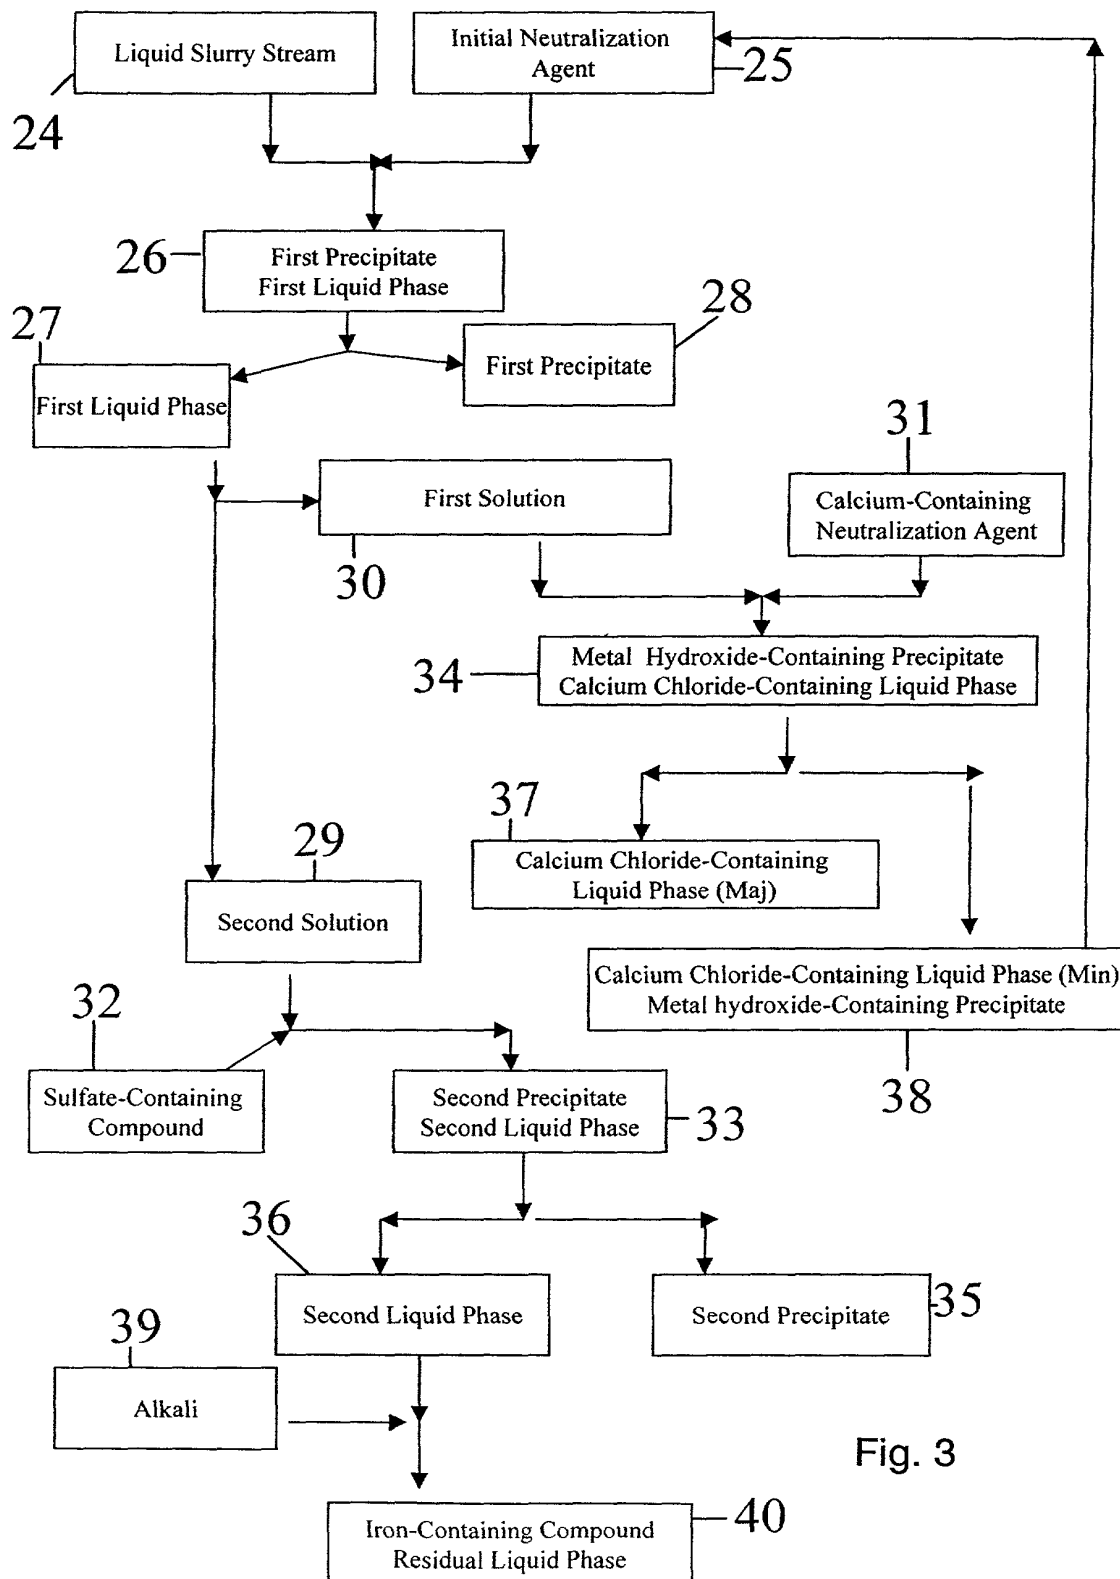 Liquid Slurry Stream
24
Initial Neutralization
Agent
25
26
First Precipitate
First Liquid Phase
27
28
First Liquid Phase
First Precipitate
First Solution
30
31
Calcium-Containing
Neutralization Agent
34
Metal Hydroxide-Containing Precipitate
Calcium Chloride-Containing Liquid Phase
37
Calcium Chloride-Containing
Liquid Phase (Maj)
29
Second Solution
Calcium Chloride-Containing Liquid Phase (Min)
Metal hydroxide-Containing Precipitate
38
32
Sulfate-Containing
Compound
Second Precipitate
Second Liquid Phase
33
36
Second Liquid Phase
Second Precipitate
35
39
Alkali
Fig. 3
Iron-Containing Compound
Residual Liquid Phase
40